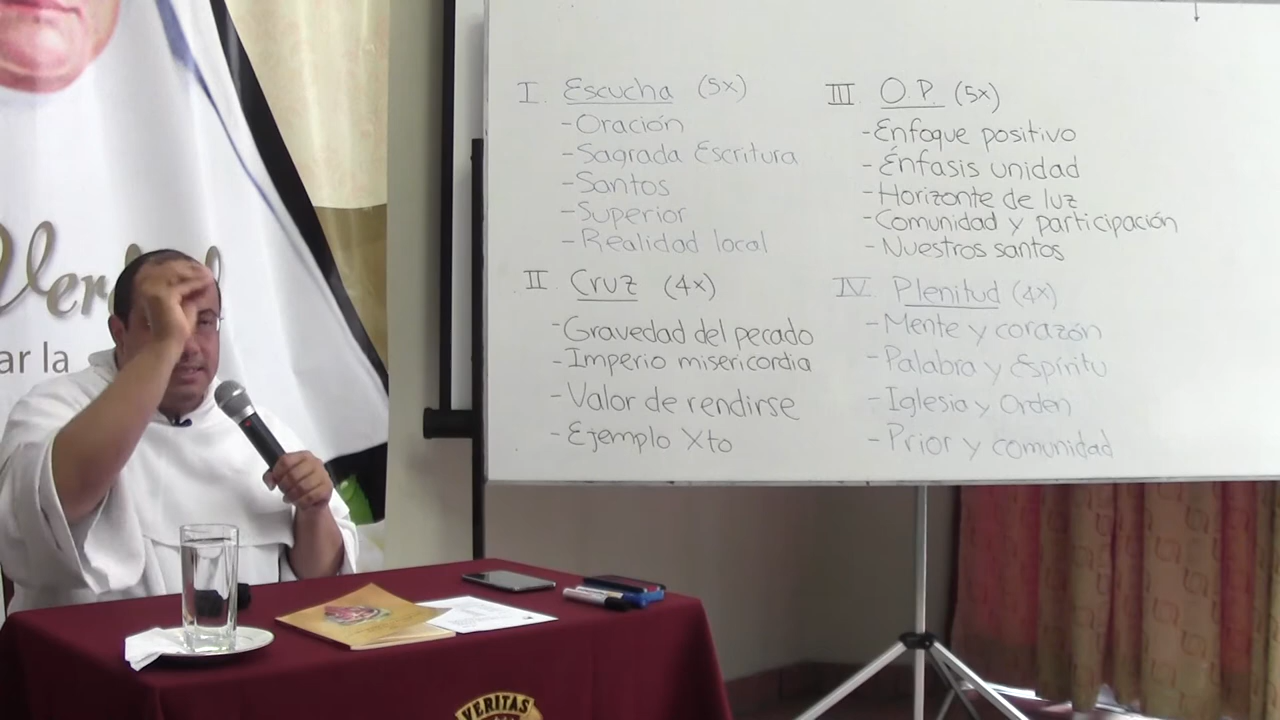 I. Escucha (5x)
- Oración
- Sagrada Escritura
- Santos
- Superior
- Realidad local
II Cruz (4x)
- Gravedad del pecado
- Imperio misericordia
- Valor de rendirse
- Ejemplo Xto
III O.P. (5x)
- Enfoque positivo
- Énfasis unidad
- Horizonte de luz
- Comunidad y participación
- Nuestros santos
IV. Plenitud (4x)
- Mente y corazón
- Palabra y Espíritu
- Iglesia y Orden
- Prior y comunidad
ar la
VERITAS